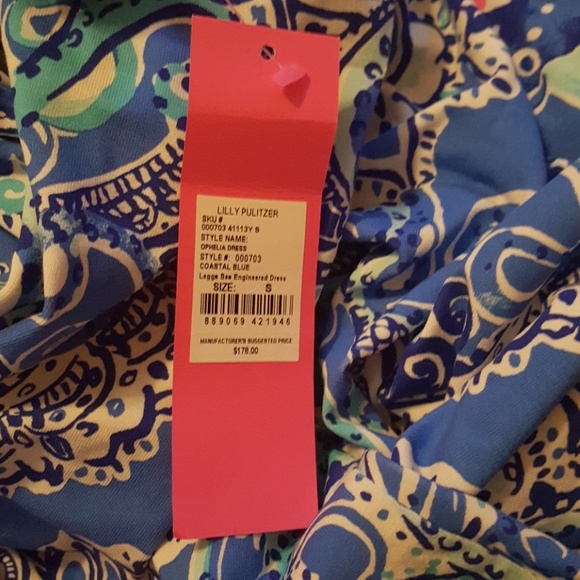 LILLY PULITZER
SKU #
000703 41113Y S
STYLE NAME:
OPHELIA DRESS
STYLE #: 000703
COASTAL BLUE
Legga Sea Engineered Dress
SIZE: S
889069 421946
MANUFACTURER'S SUGGESTED PRICE
$178.00